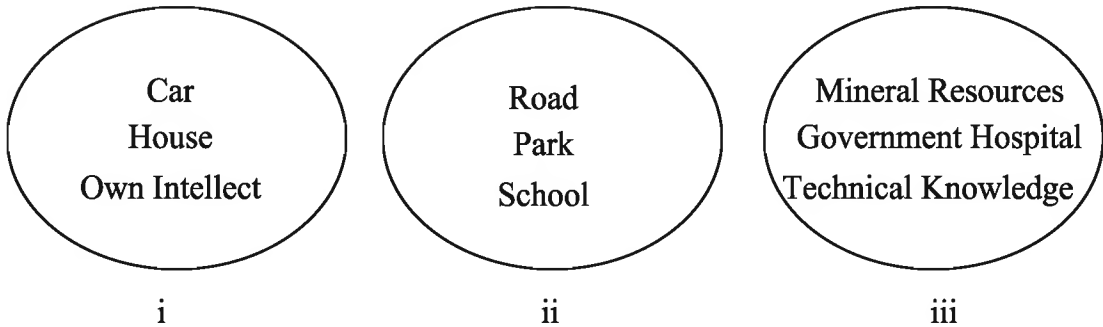 Car
House
Own Intellect
i
Road
Park
School
ii
Mineral Resources
Government Hospital
Technical Knowledge
iii